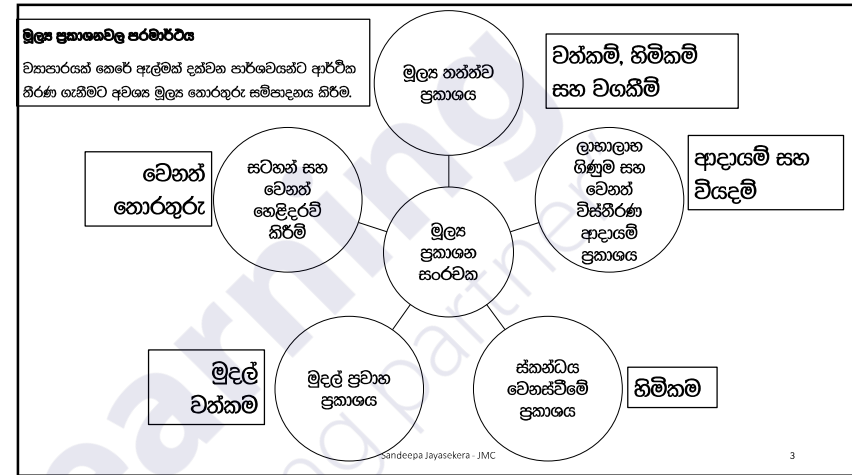 මූල්‍ය ප්‍රකාශනවල පරමාර්ථය
ව්‍යාපාරයක් කෙරේ ඇල්මක් දක්වන පාර්ශවයන්ට ආර්ථික
තීරණ ගැනීමට අවශ්‍ය මූල්‍ය තොරතුරු සම්පාදනය කිරීම.
මූල්‍ය තත්ත්ව
ප්‍රකාශය
වත්කම්, හිමිකම්
සහ වගකීම්
වෙනත්
තොරතුරු
සටහන් සහ
වෙනත්
හෙළිදරව්
කිරීම්
ලාභාලාභ
ගිණුම සහ
වෙනත්
විස්තීරණ
ආදායම්
ප්‍රකාශය
ආදායම් සහ
වියදම්
මූල්‍ය
ප්‍රකාශන
සංරචක
මුදල්
වත්කම
මුදල් ප්‍රවාහ
ප්‍රකාශය
ස්කන්ධය
වෙනස්වීමේ
ප්‍රකාශය
හිමිකම
Sandeepa Jayasekera - JMC
3
earning
ng partner